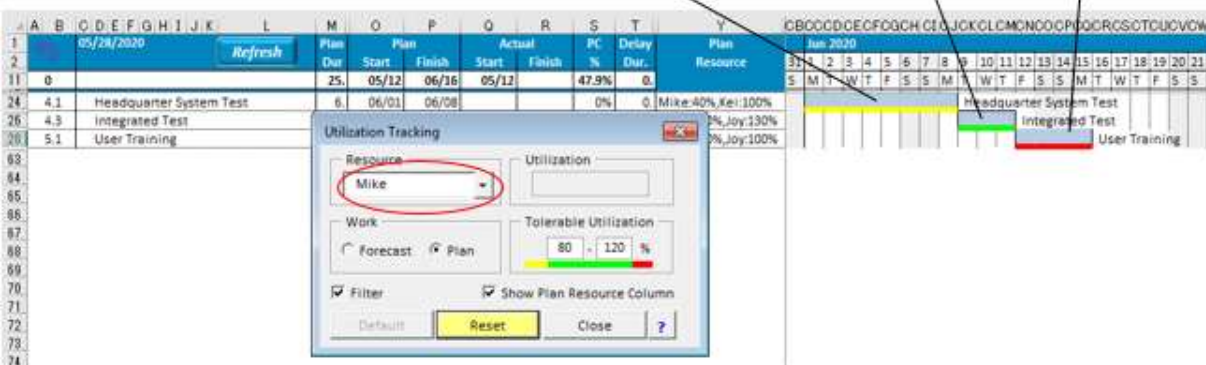 A B C D E F G H I J K L M O P Q R S T Y CBCCCDCECFCGCHCICJCKCLCMCNCOCPCQCRCSCTCUCVCW
1 05/28/2020 Refresh Plan Plan Actual PC Delay Plan Jun 2020
2 Dur Start Finish Start Finish % Dur. Resource 31 1 2 3 4 5 6 7 8 9 10 11 12 13 14 15 16 17 18 19 20 21
11 0 25. 05/12 06/16 05/12 47.9% 0. S M T W T F S S M T W T F S S M T W T F S S
24 4.1 Headquarter System Test 6. 06/01 06/08 0% 0. Mike:40%,Kei:100% Headquarter System Test
26 4.3 Integrated Test %,Joy:130% Integrated Test
28 5.1 User Training %,Joy:100% User Training
63
64
65
66
67
68
69
70
71
72
73
74
Utilization Tracking
Resource Utilization
Mike
Work Tolerable Utilization
Forecast Plan 80 - 120 %
Filter Show Plan Resource Column
Default Reset Close ?